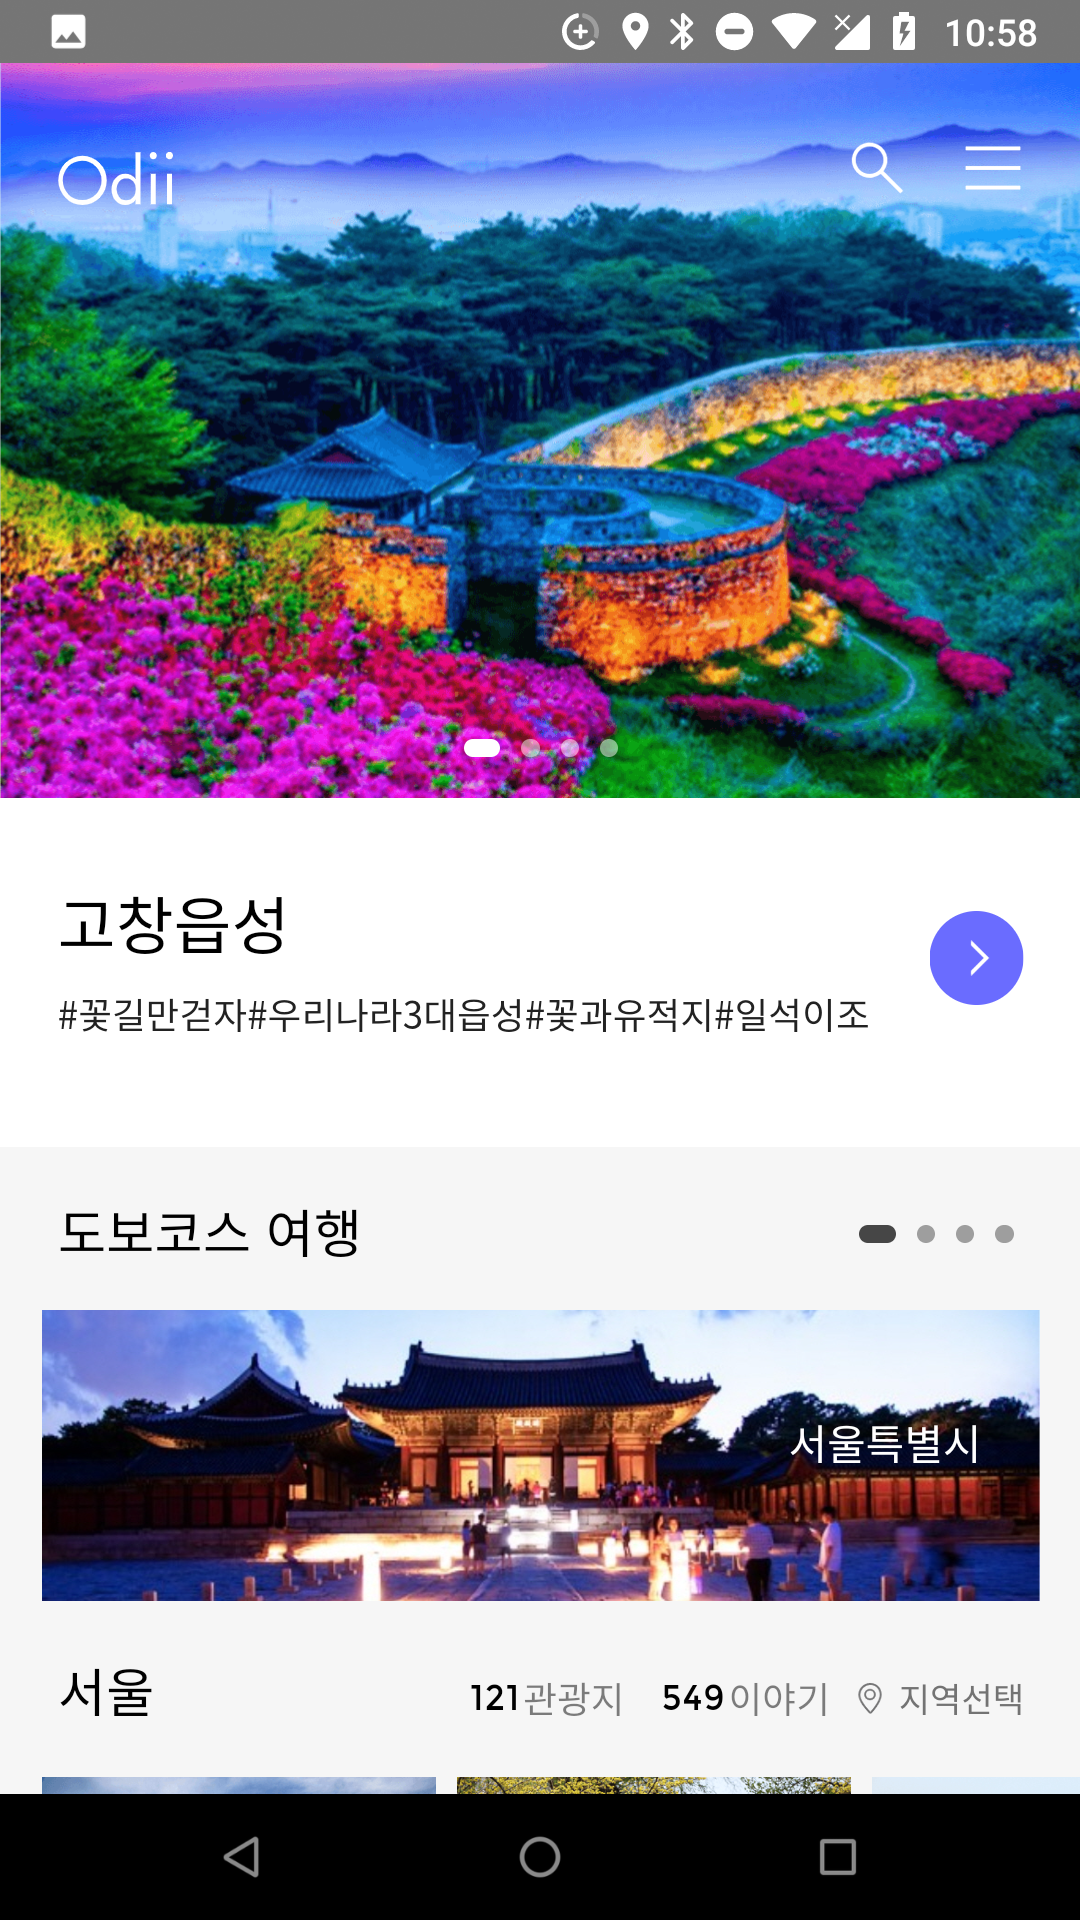 10:58
Odii
고창읍성
#꽃길만걷자#우리나라3대읍성#꽃과유적지#일석이조
도보코스 여행
서울특별시
서울
121관광지 549이야기 지역선택